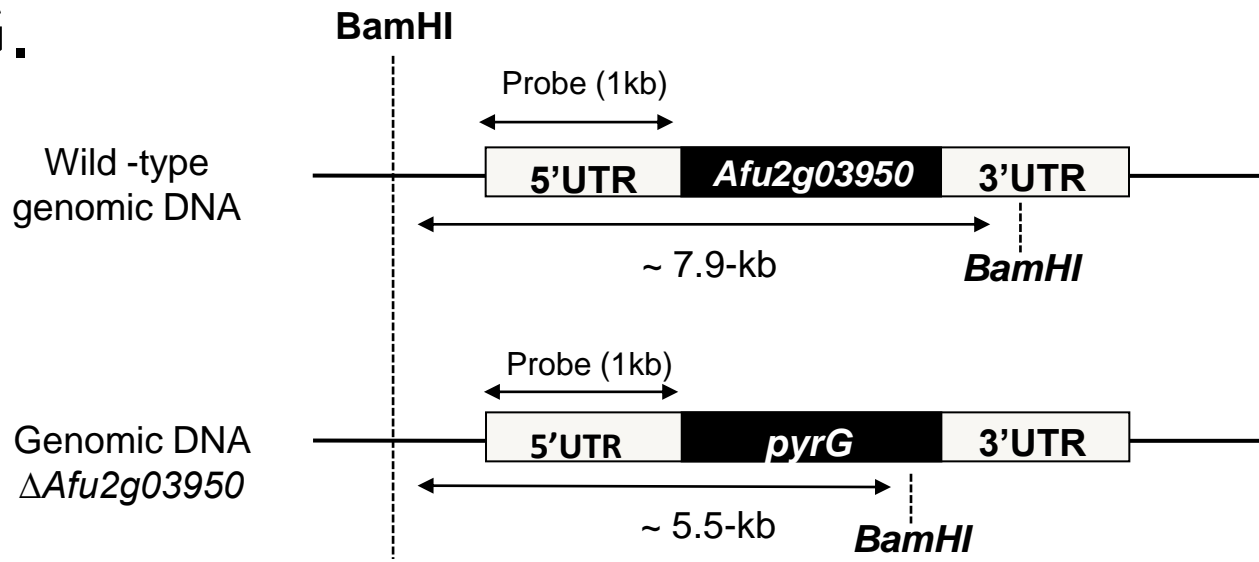 BamHI
Probe (1kb)
Wild -type
genomic DNA
5'UTR Afu2g03950 3'UTR
~ 7.9-kb
BamHI
Probe (1kb)
Genomic DNA
ΔAfu2g03950
5'UTR pyrG 3'UTR
~ 5.5-kb
BamHI